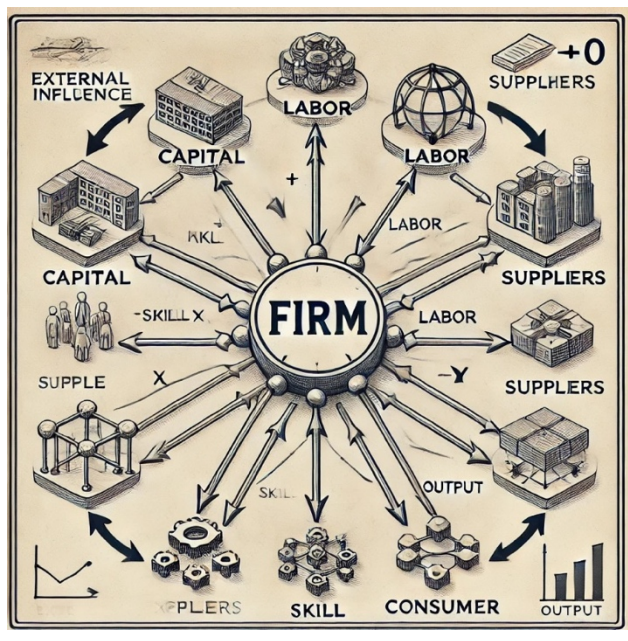 EXTERNAL
INFLUENCE
+0
SUPPLHERS
LABOR
CAPITAL
LABOR
+
LABOR
CAPITAL
SUPPLIERS
-SKILL X
FIRM
LABOR
SUPPLE
X
-Y
SUPPLIERS
SKIL
OUTPUT
PPLERS
SKILL
CONSUMER
OUTPUT